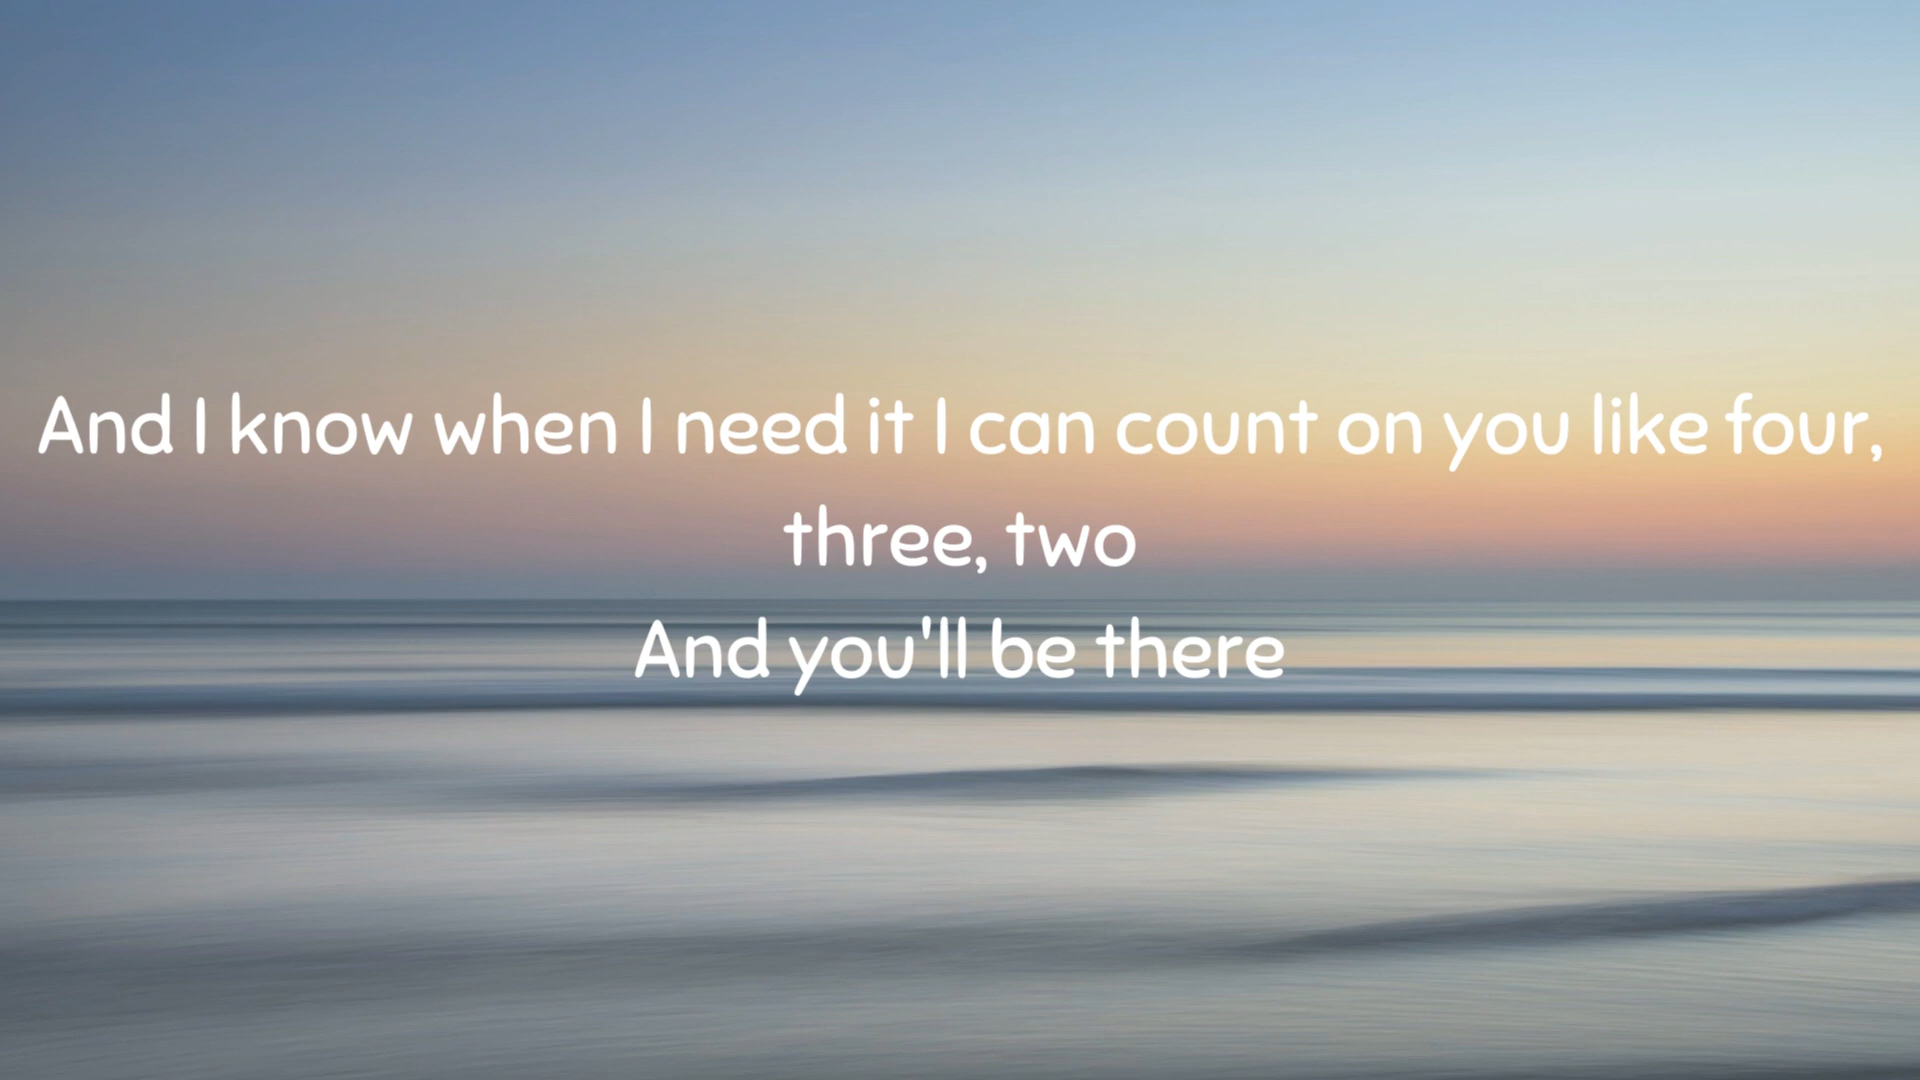 And I know when I need it I can count on you like four,
three, two
And you'll be there